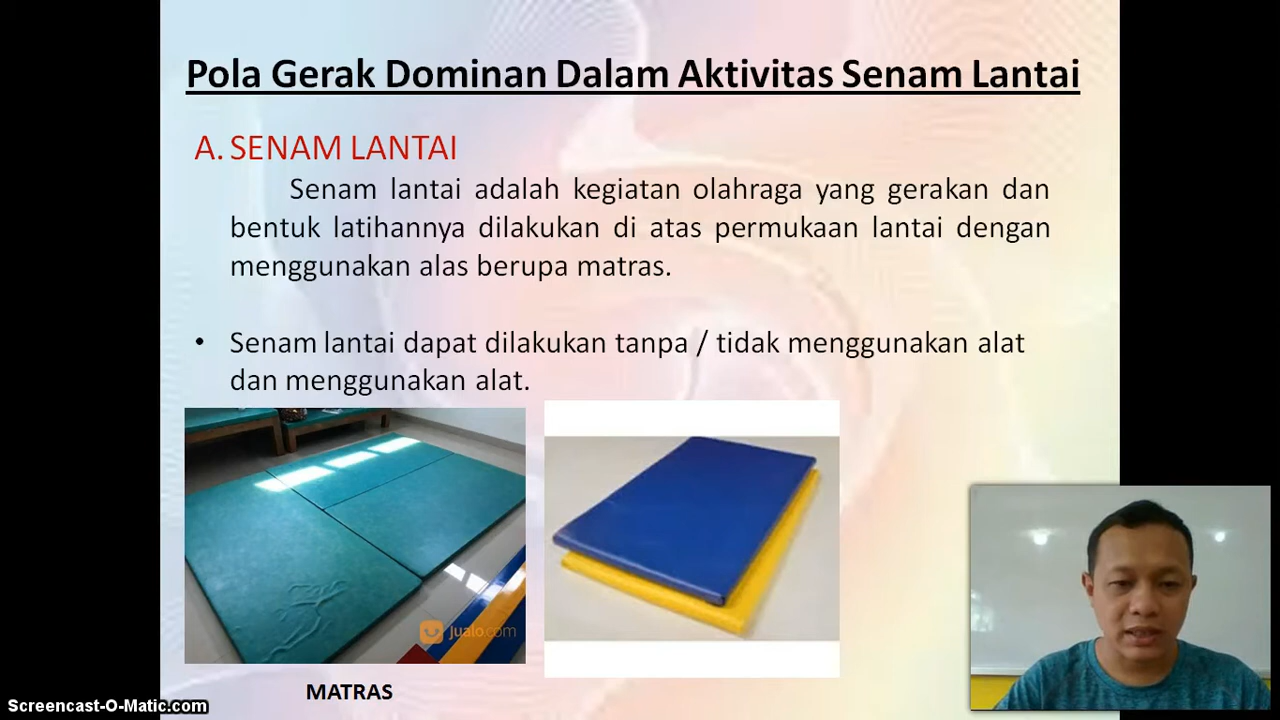 Pola Gerak Dominan Dalam Aktivitas Senam Lantai
A. SENAM LANTAI
Senam lantai adalah kegiatan olahraga yang gerakan dan
bentuk latihannya dilakukan di atas permukaan lantai dengan
menggunakan alas berupa matras.
• Senam lantai dapat dilakukan tanpa / tidak menggunakan alat
dan menggunakan alat.
jualo.com
MATRAS
Screencast-O-Matic.com